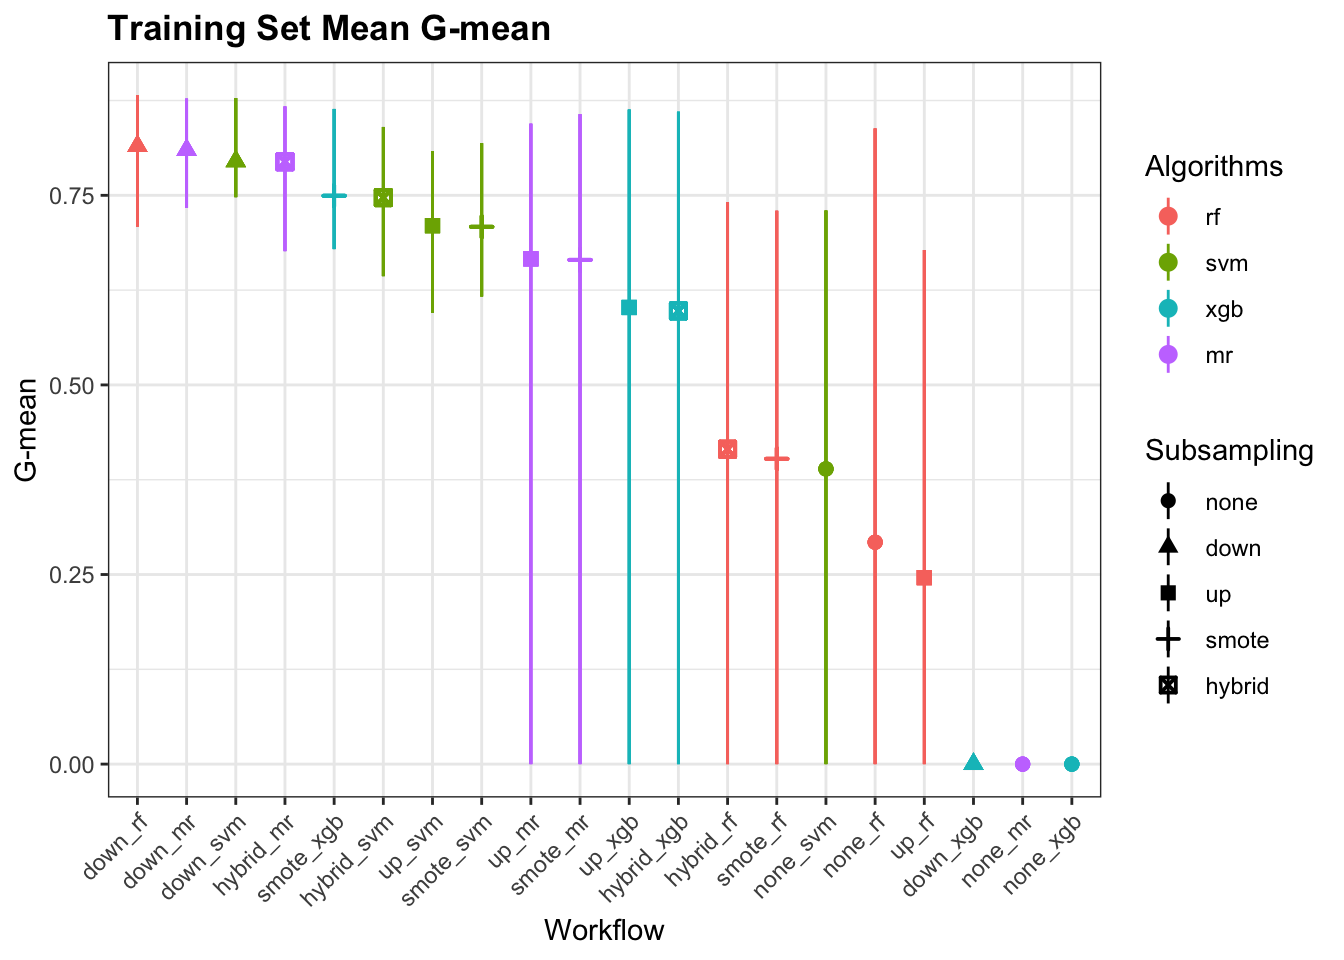 Training Set Mean G-mean
G-mean
0.75
0.50
0.25
0.00
down_rf
down_mr
down_svm
hybrid_mr
smote_xgb
hybrid_svm
up_svm
smote_svm
up_mr
smote_mr
up_xgb
hybrid_xgb
hybrid_rf
smote_rf
none_svm
none_rf
up_rf
down_xgb
none_mr
none_xgb
Workflow
Algorithms
rf
svm
xgb
mr
Subsampling
none
down
up
smote
hybrid